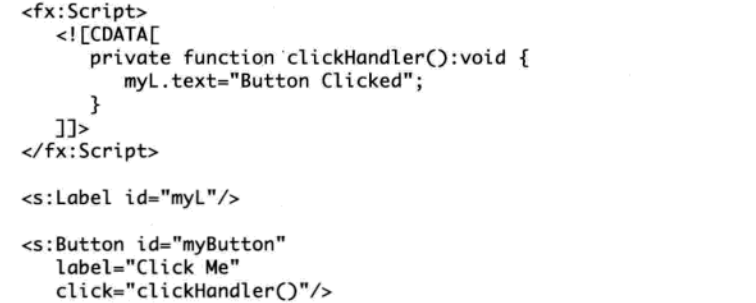 <fx:Script>
<![CDATA[
private function clickHandler():void {
myL.text="Button Clicked";
}
]]>
</fx:Script>
<s:Label id="myL"/>
<s:Button id="myButton"
label="Click Me"
click="clickHandler()"/>